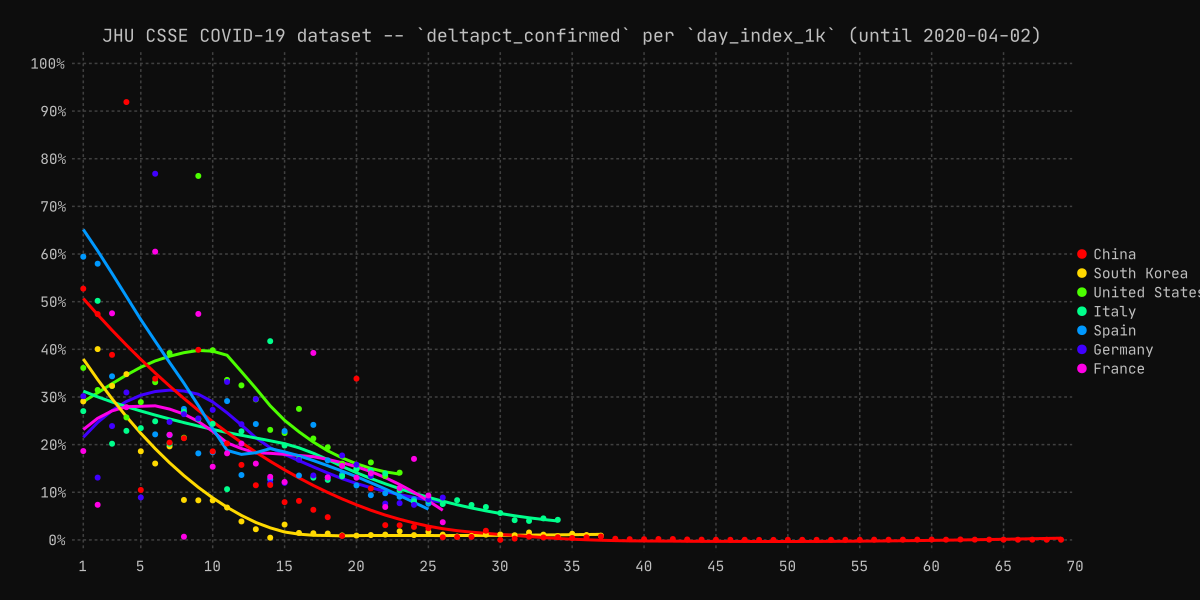 JHU CSSE COVID-19 dataset -- `deltapct_confirmed` per `day_index_1k` (until 2020-04-02)
100%
90%
80%
70%
60%
50%
40%
30%
20%
10%
0%
1 5 10 15 20 25 30 35 40 45 50 55 60 65 70
China
South Korea
United States
Italy
Spain
Germany
France